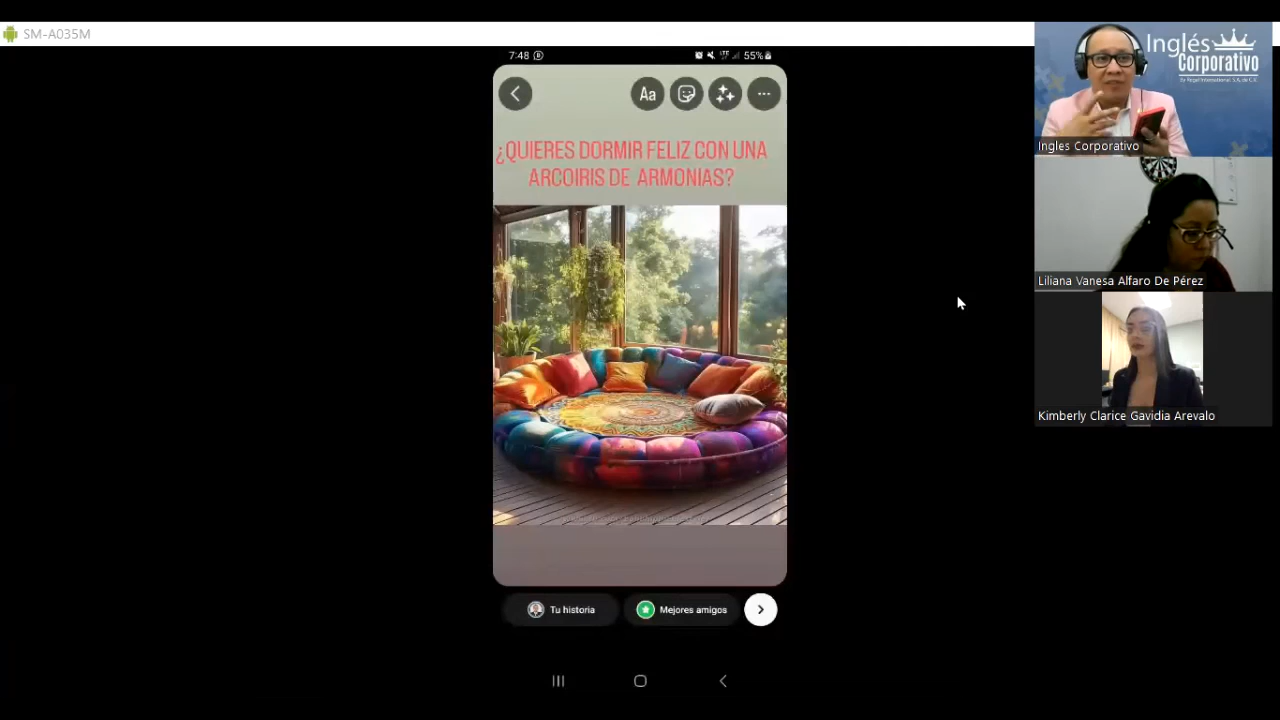 SM-A035M
7:48
55%
Aa
¿QUIERES DORMIR FELIZ CON UNA
ARCOIRIS DE ARMONIAS?
Tu historia
Mejores amigos
Inglés
Corporativo
Ingles Corporativo
Liliana Vanesa Alfaro De Pérez
Kimberly Clarice Gavidia Arevalo